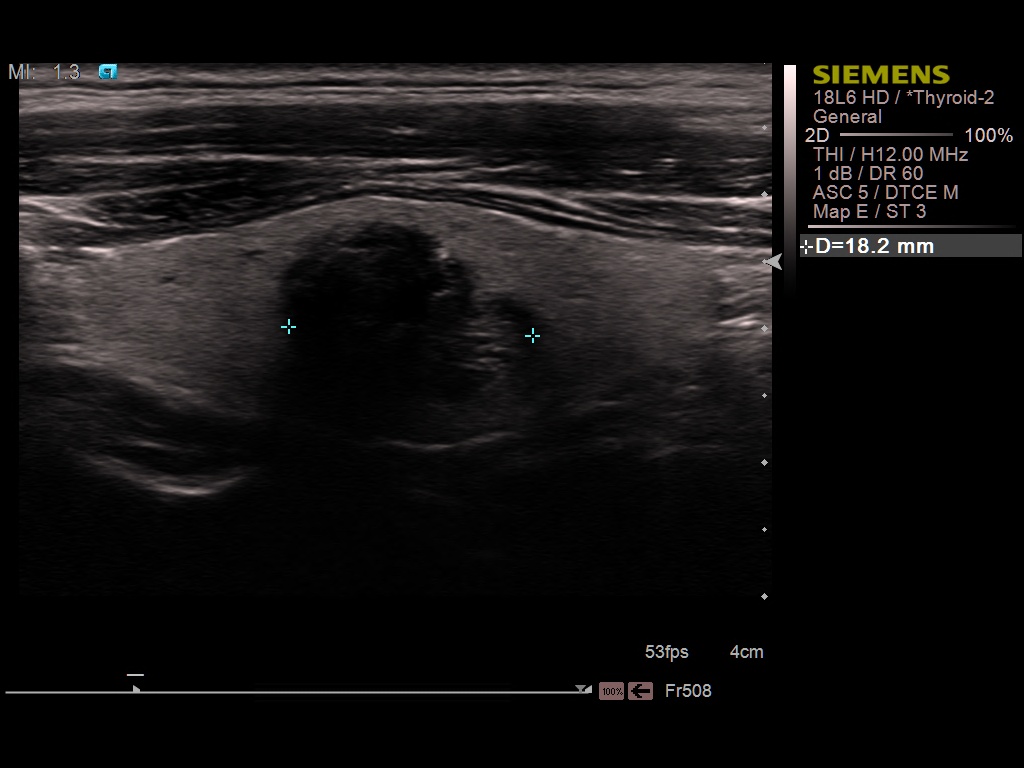 MI: 1.3
SIEMENS
18L6 HD / *Thyroid-2
General
2D 100%
THI / H12.00 MHz
1 dB / DR 60
ASC 5 / DTCE M
Map E / ST 3
D=18.2 mm
53fps 4cm
100% Fr508